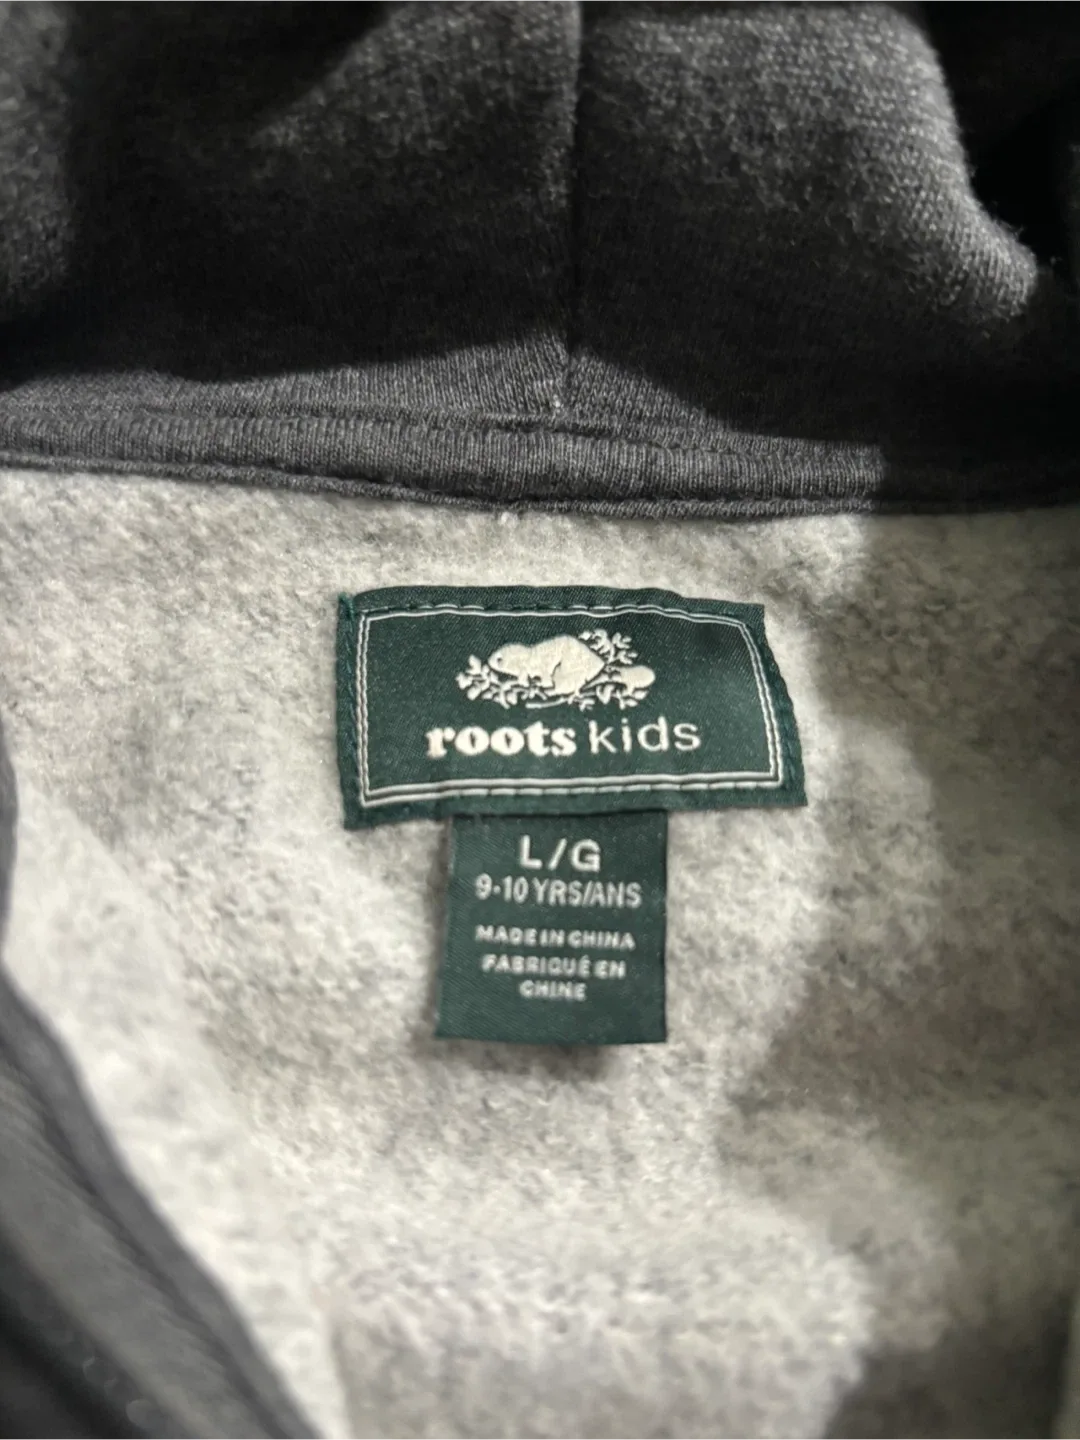 roots kids
L/G
9-10 YRS/ANS
MADE IN CHINA
FABRIQUÉ EN
CHINE